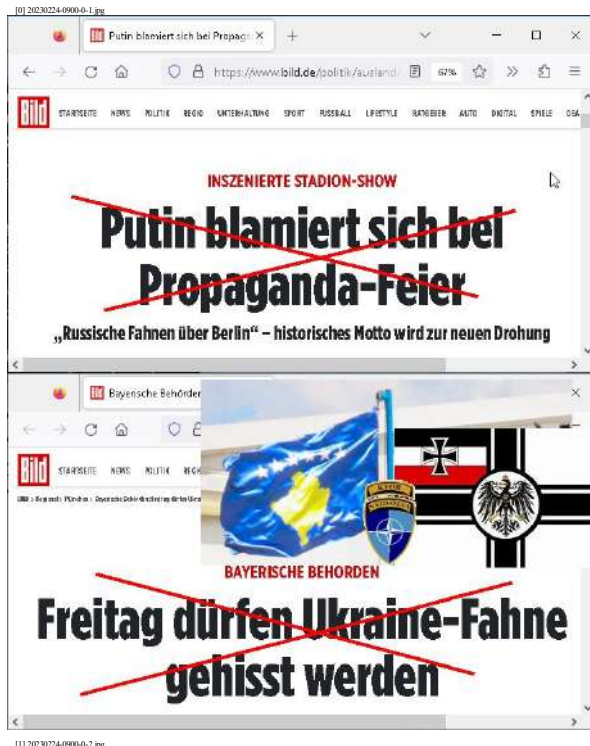 [0] 20230224-0900-0-1.jpg
Putin blamiert sich bei Propaga
https://www.bild.de/politik/ausland
67%
Bild
STARTSEITE NEWS POLITIK REGIO UNTERHALTUNG SPORT FUSSBALL LIFESTYLE RATGEBER AUTO DIGITAL SPIELE
INSZENIERTE STADION-SHOW
Putin blamiert sich bei
Propaganda-Feier
„Russische Fahnen über Berlin“ – historisches Motto wird zur neuen Drohung
Bayerische Behörden
Bild
STARTSEITE NEWS POLITIK REGIO
KFOR
BAYERISCHE BEHORDEN
Freitag dürfen Ukraine-Fahne
gehisst werden
[1] 20230224-0900-0-2.jpg